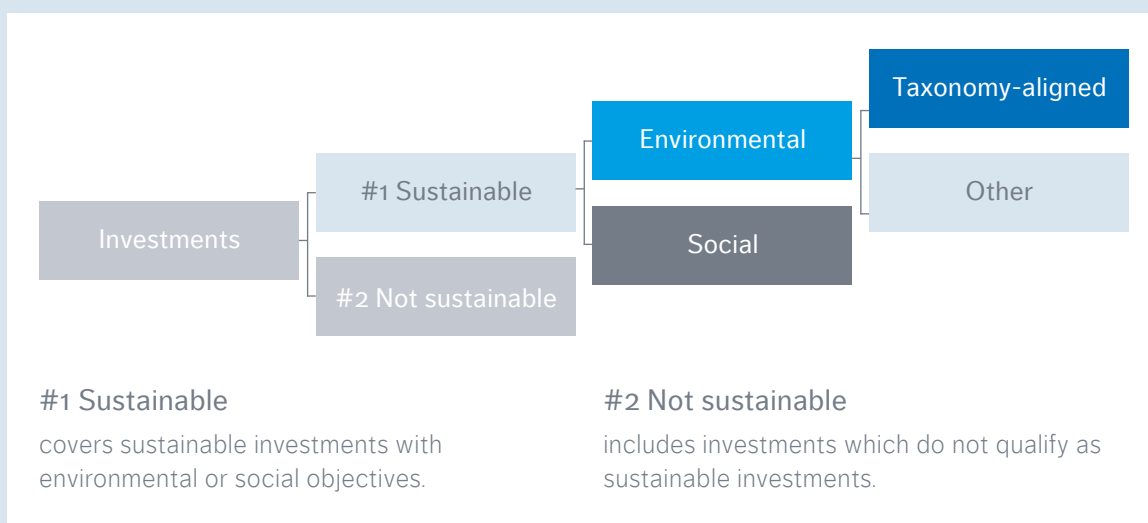 Taxonomy-aligned
Environmental
#1 Sustainable
Other
Investments
Social
#2 Not sustainable
#1 Sustainable
covers sustainable investments with
environmental or social objectives.
#2 Not sustainable
includes investments which do not qualify as
sustainable investments.